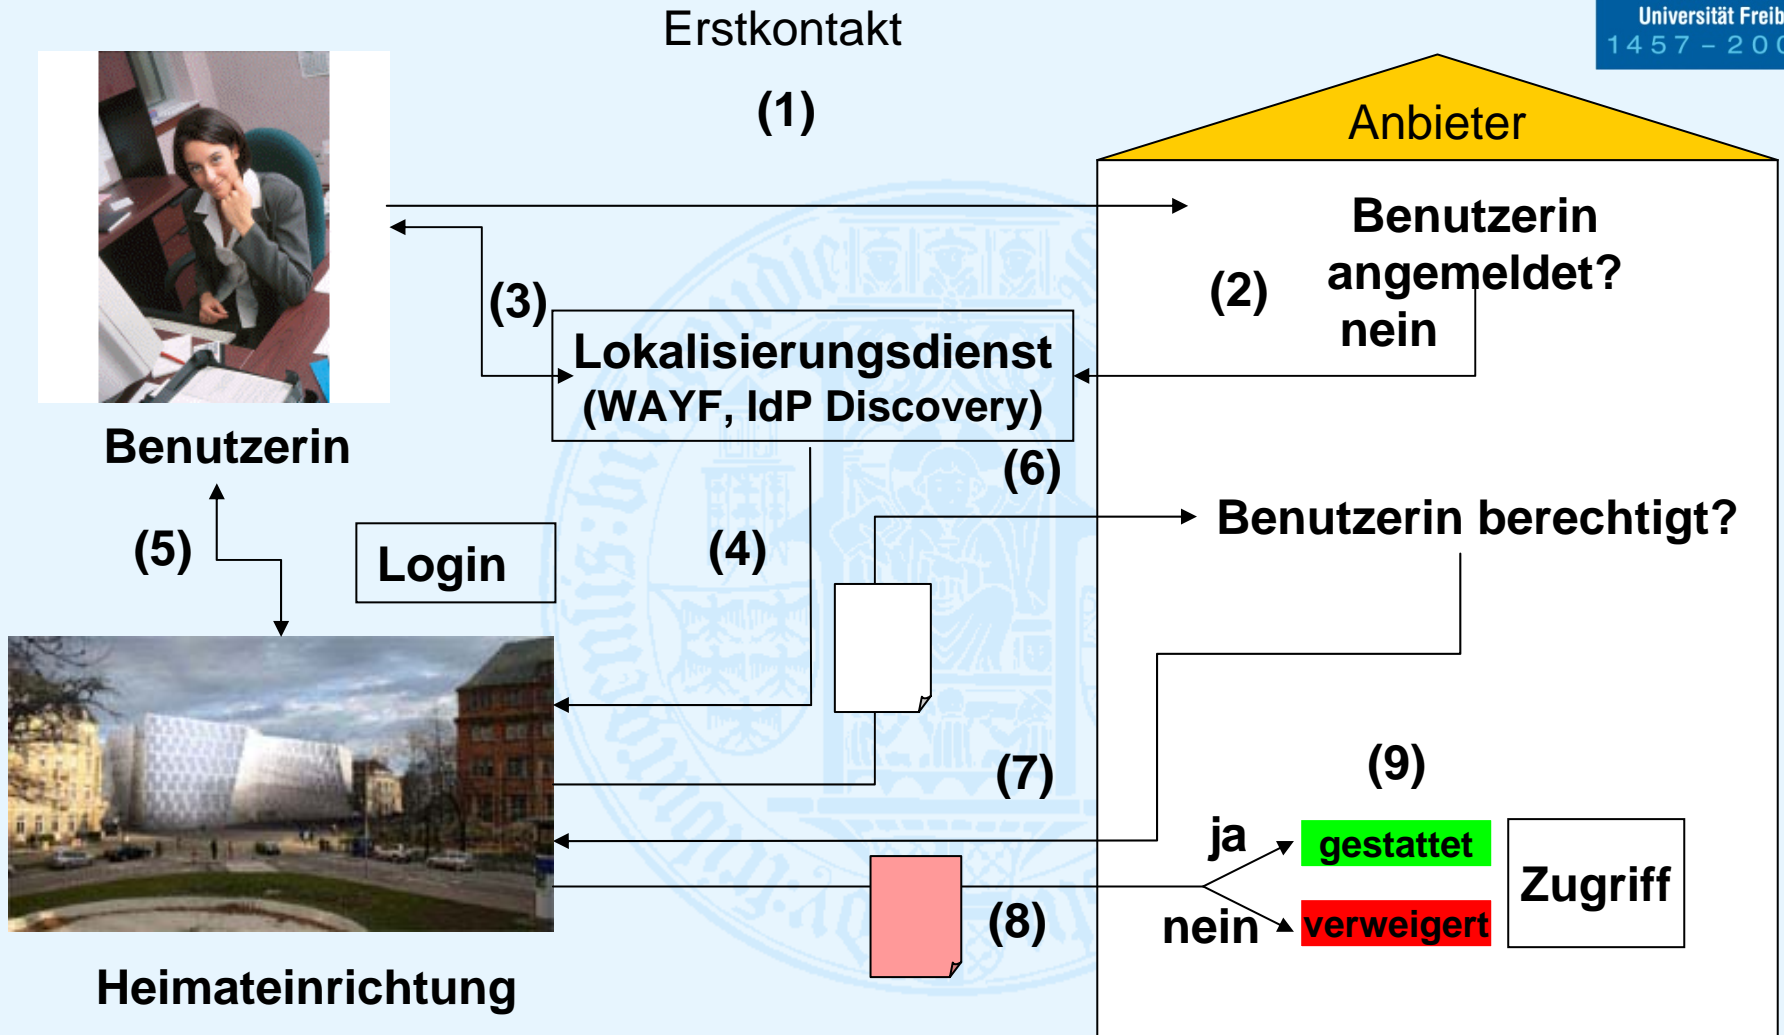 Erstkontakt
Universität Freib
1457 – 200
(1)
Anbieter
Benutzerin
angemeldet?
nein
(2)
(3)
Lokalisierungsdienst
(WAYF, IdP Discovery)
Benutzerin
(6)
Benutzerin berechtigt?
(5)
Login
(4)
(7)
(9)
ja
gestattet
Zugriff
nein
verweigert
(8)
Heimateinrichtung